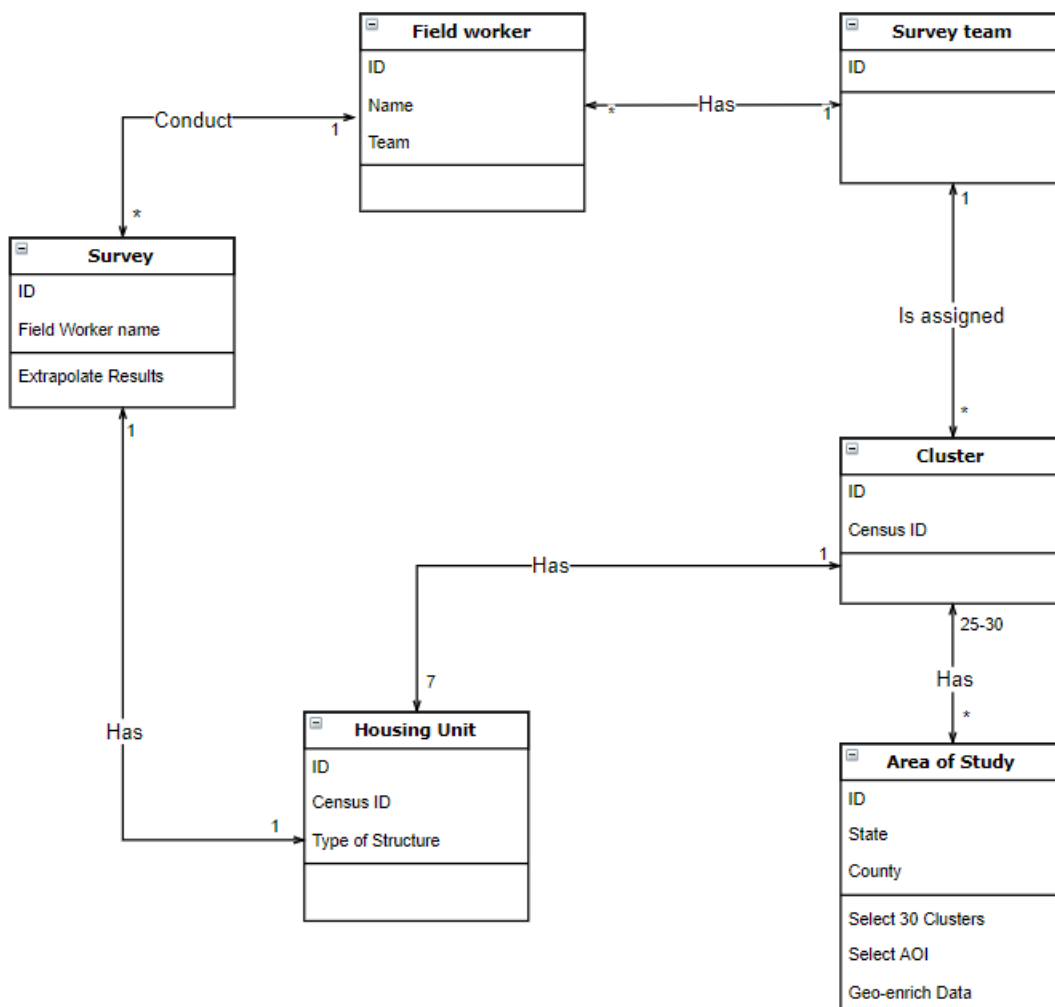 Field worker
ID
Name
Team
Survey team
ID
Has
*
1
Conduct
1
*
Survey
ID
Field Worker name
Extrapolate Results
1
1
Is assigned
*
Cluster
ID
Census ID
Has
1
7
25-30
Has
*
Has
1
Housing Unit
ID
Census ID
Type of Structure
Area of Study
ID
State
County
Select 30 Clusters
Select AOI
Geo-enrich Data